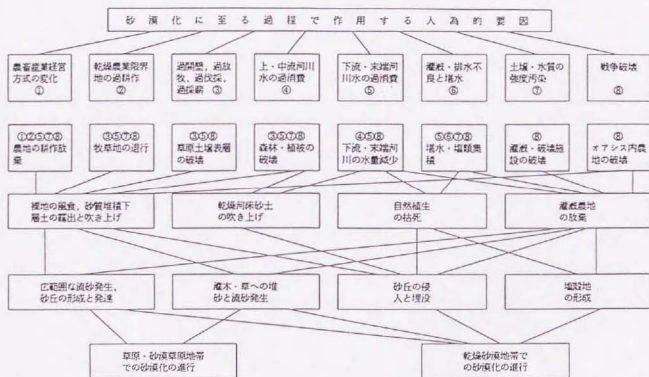 砂漠化に至る過程で作用する人為的要因
農畜産業経営
方式の変化
①
乾燥農業限界
地の過耕作
②
過開墾，過放
牧，過伐採，
過採薪 ③
上・中流河川
水の過消費
④
下流・末端河
川水の過消費
⑤
灌漑・排水不
良と堪水
⑥
土壌・水質の
強度汚染
⑦
戦争破壊
⑧
①②⑤⑦⑧
農地の耕作放
棄
③⑤⑦⑧
牧草地の退行
③⑤⑧
草原土壌表層
の破壊
③⑤⑦⑧
森林・植被の
破壊
④⑤⑧
下流・末端河
川の水量減少
⑤⑥⑦⑧
堪水・塩類集
積
⑧
灌漑・破壊施
設の破壊
⑧
オアシス内農
地の破壊
裸地の風食，砂質堆積下
層土の露出と吹き上げ
乾燥河床砂土
の吹き上げ
自然植生
の枯死
灌漑農地
の放棄
広範囲な流砂発生，
砂丘の形成と発達
灌木・草への堆
砂と流砂発生
砂丘の侵
入と埋没
塩殻地
の形成
草原・砂漠草原地帯
での砂漠化の進行
乾燥砂漠地帯で
の砂漠化の進行